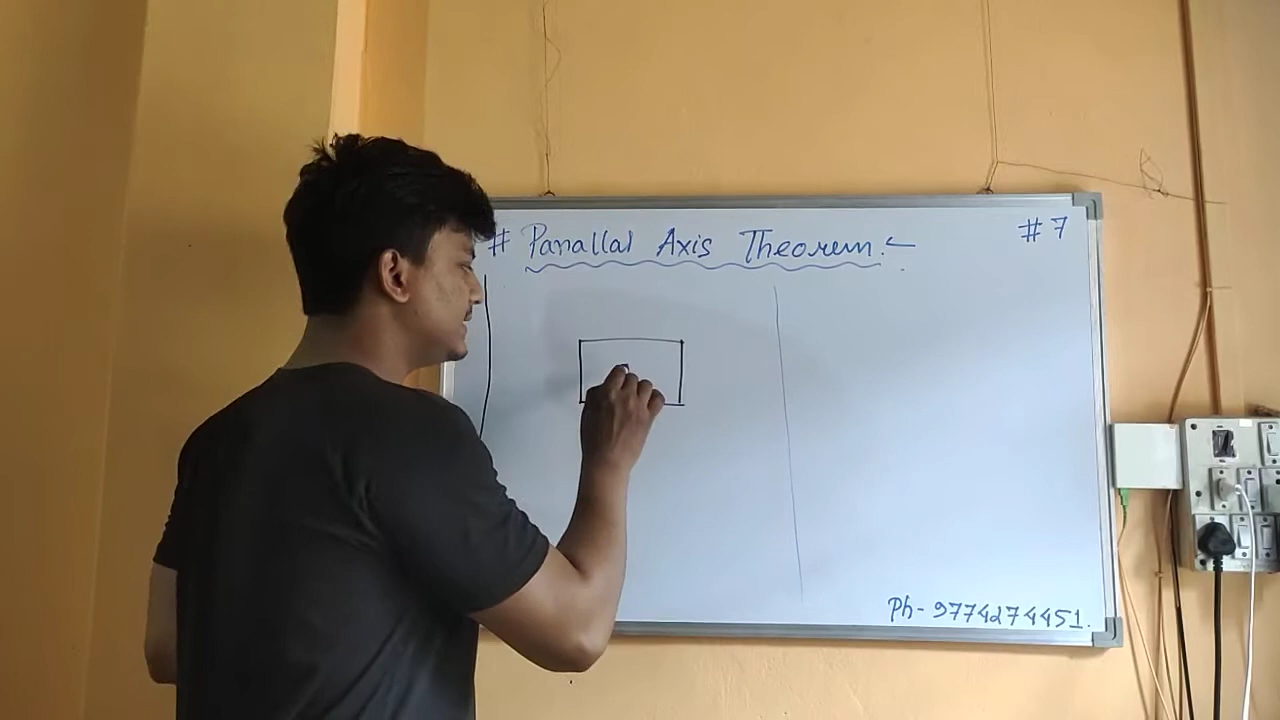 # Parallal Axis Theorem :-
# 7
Ph- 9774274451.